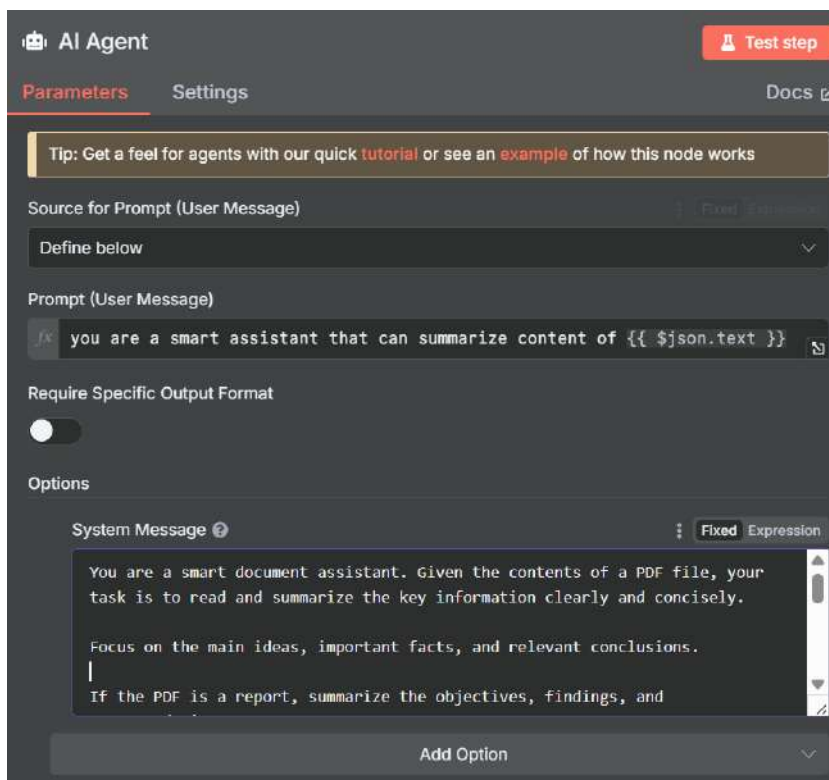 AI Agent
Test step
Parameters
Settings
Docs
Tip: Get a feel for agents with our quick tutorial or see an example of how this node works
Source for Prompt (User Message)
Fixed Expression
Define below
Prompt (User Message)
fx you are a smart assistant that can summarize content of {{ $json.text }}
Require Specific Output Format
Options
System Message
Fixed Expression
You are a smart document assistant. Given the contents of a PDF file, your
task is to read and summarize the key information clearly and concisely.
Focus on the main ideas, important facts, and relevant conclusions.
If the PDF is a report, summarize the objectives, findings, and
Add Option